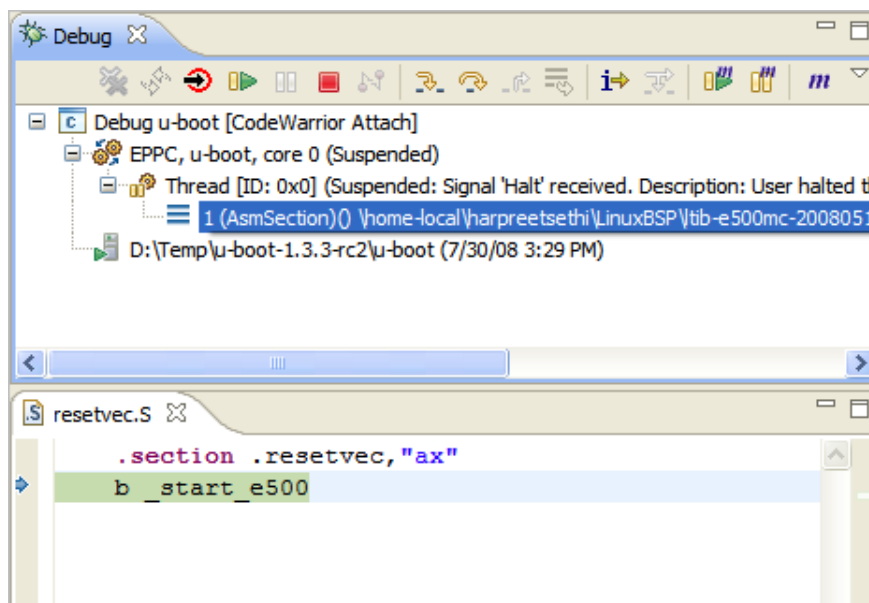 Debug
i
m
m
m
c Debug u-boot [CodeWarrior Attach]
EPPC, u-boot, core 0 (Suspended)
Thread [ID: 0x0] (Suspended: Signal 'Halt' received. Description: User halted t
1 (AsmSection)() \home-local\harpreetsethi\LinuxBSP\ltib-e500mc-2008051
D:\Temp\u-boot-1.3.3-rc2\u-boot (7/30/08 3:29 PM)
.S resetvec.S
.section .resetvec,"ax"
b _start_e500